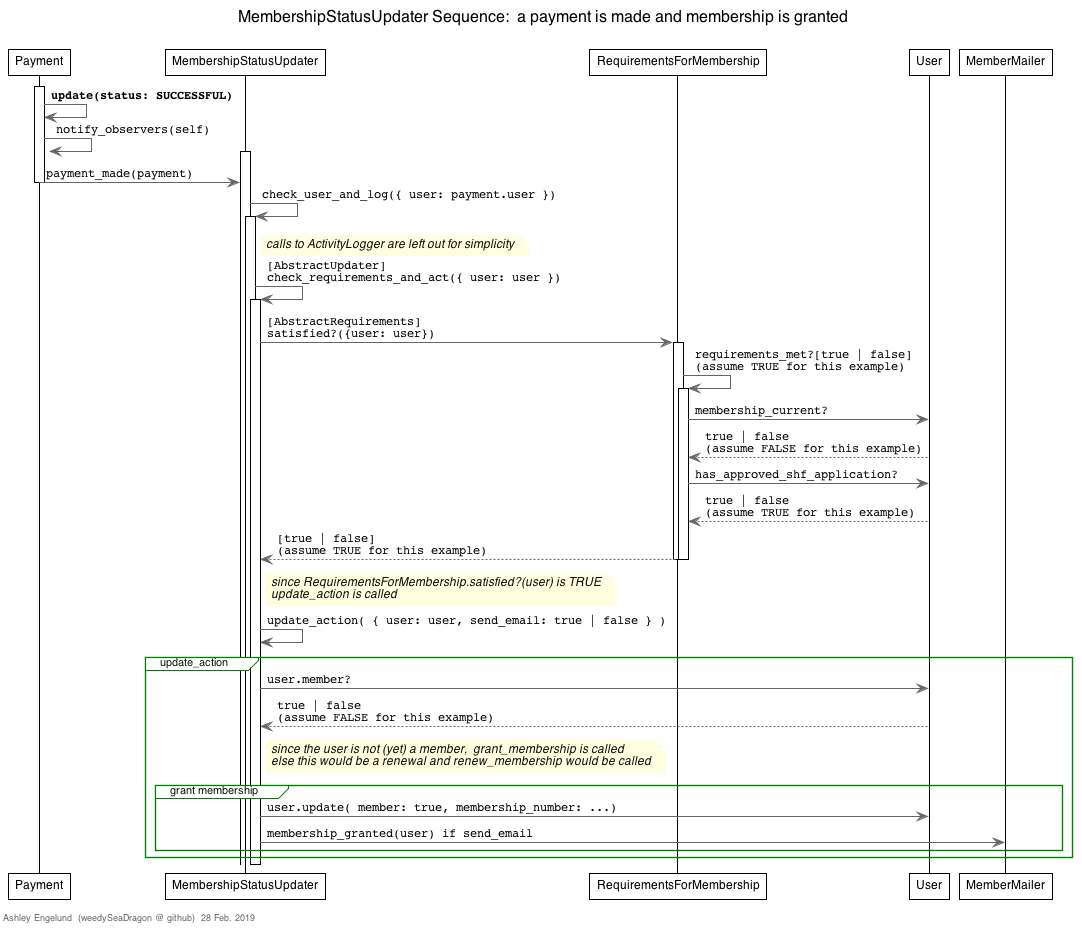 MembershipStatusUpdater Sequence:  a payment is made and membership is granted
Payment
MembershipStatusUpdater
RequirementsForMembership
User
MemberMailer
update(status: SUCCESSFUL)
notify_observers(self)
payment_made(payment)
check_user_and_log({ user: payment.user })
calls to ActivityLogger are left out for simplicity
[AbstractUpdater]
check_requirements_and_act({ user: user })
[AbstractRequirements]
satisfied?({user: user})
requirements_met?[true | false]
(assume TRUE for this example)
membership_current?
true | false
(assume FALSE for this example)
has_approved_shf_application?
true | false
(assume TRUE for this example)
[true | false]
(assume TRUE for this example)
since RequirementsForMembership.satisfied?(user) is TRUE
update_action is called
update_action( { user: user, send_email: true | false } )
update_action
user.member?
true | false
(assume FALSE for this example)
since the user is not (yet) a member,  grant_membership is called
else this would be a renewal and renew_membership would be called
grant membership
user.update( member: true, membership_number: ...)
membership_granted(user) if send_email
Payment
MembershipStatusUpdater
RequirementsForMembership
User
MemberMailer
Ashley Engelund  (weedySeaDragon @ github)  28 Feb. 2019